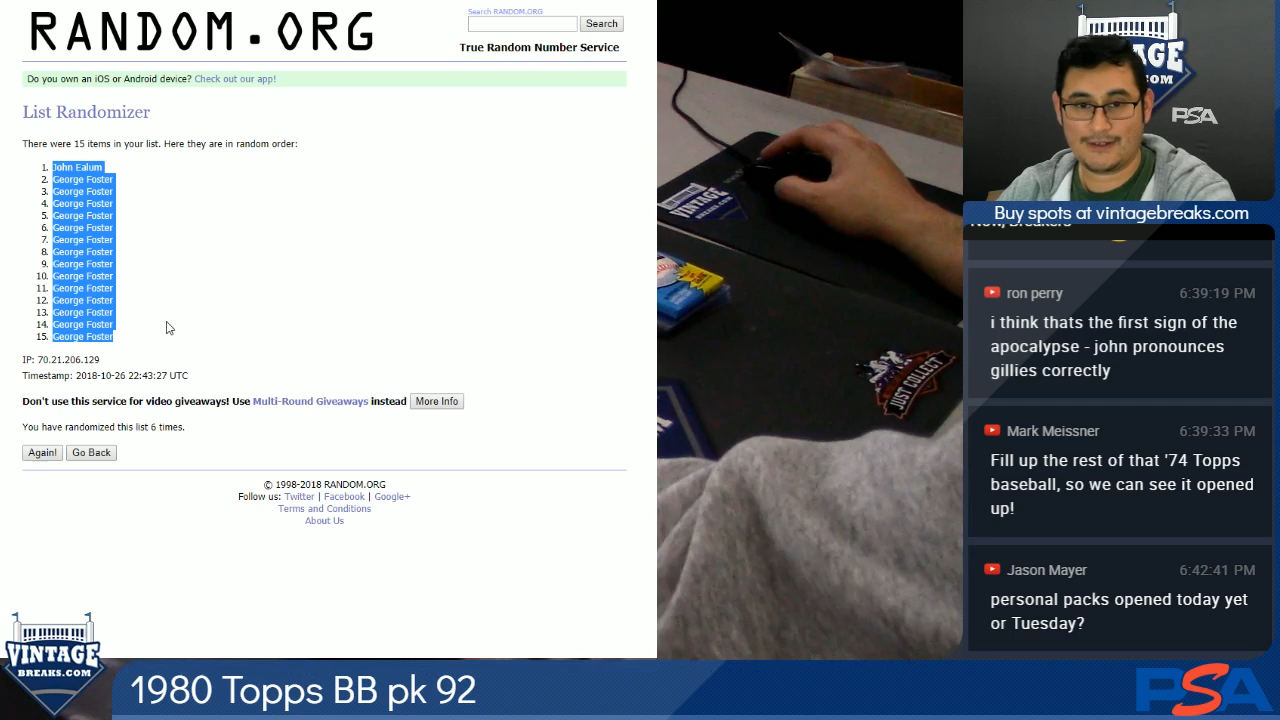 RANDOM.ORG
Search RANDOM.ORG
Search
True Random Number Service
Do you own an iOS or Android device? Check out our app!
List Randomizer
There were 15 items in your list. Here they are in random order:
1. John Ealum
2. George Foster
3. George Foster
4. George Foster
5. George Foster
6. George Foster
7. George Foster
8. George Foster
9. George Foster
10. George Foster
11. George Foster
12. George Foster
13. George Foster
14. George Foster
15. George Foster
IP: 70.21.206.129
Timestamp: 2018-10-26 22:43:27 UTC
Don't use this service for video giveaways! Use Multi-Round Giveaways instead More Info
You have randomized this list 6 times.
Again! Go Back
© 1998-2018 RANDOM.ORG
Follow us: Twitter | Facebook | Google+
Terms and Conditions
About Us
VINTAGE
BREAKS.COM
JUST COLLECT
VINTAGE
.COM
PSA
Buy spots at vintagebreaks.com
ron perry 6:39:19 PM
i think thats the first sign of the
apocalypse - john pronounces
gillies correctly
Mark Meissner 6:39:33 PM
Fill up the rest of that '74 Topps
baseball, so we can see it opened
up!
Jason Mayer 6:42:41 PM
personal packs opened today yet
or Tuesday?
VINTAGE
BREAKS.COM
1980 Topps BB pk 92
PSA